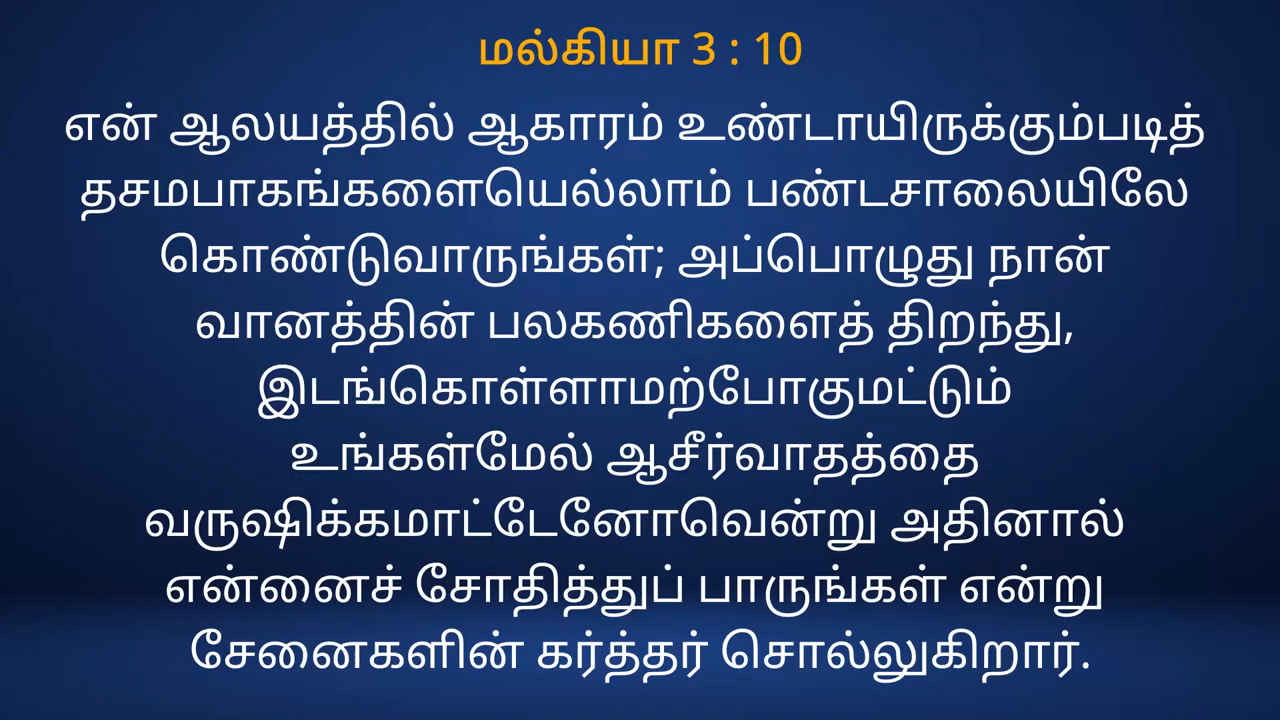 மல்கியா 3 : 10
என் ஆலயத்தில் ஆகாரம் உண்டாயிருக்கும்படித்
தசமபாகங்களையெல்லாம் பண்டசாலையிலே
கொண்டுவாருங்கள்; அப்பொழுது நான்
வானத்தின் பலகணிகளைத் திறந்து,
இடங்கொள்ளாமற்போகுமட்டும்
உங்கள்மேல் ஆசீர்வாதத்தை
வருஷிக்கமாட்டேனோவென்று அதினால்
என்னைச் சோதித்துப் பாருங்கள் என்று
சேனைகளின் கர்த்தர் சொல்லுகிறார்.